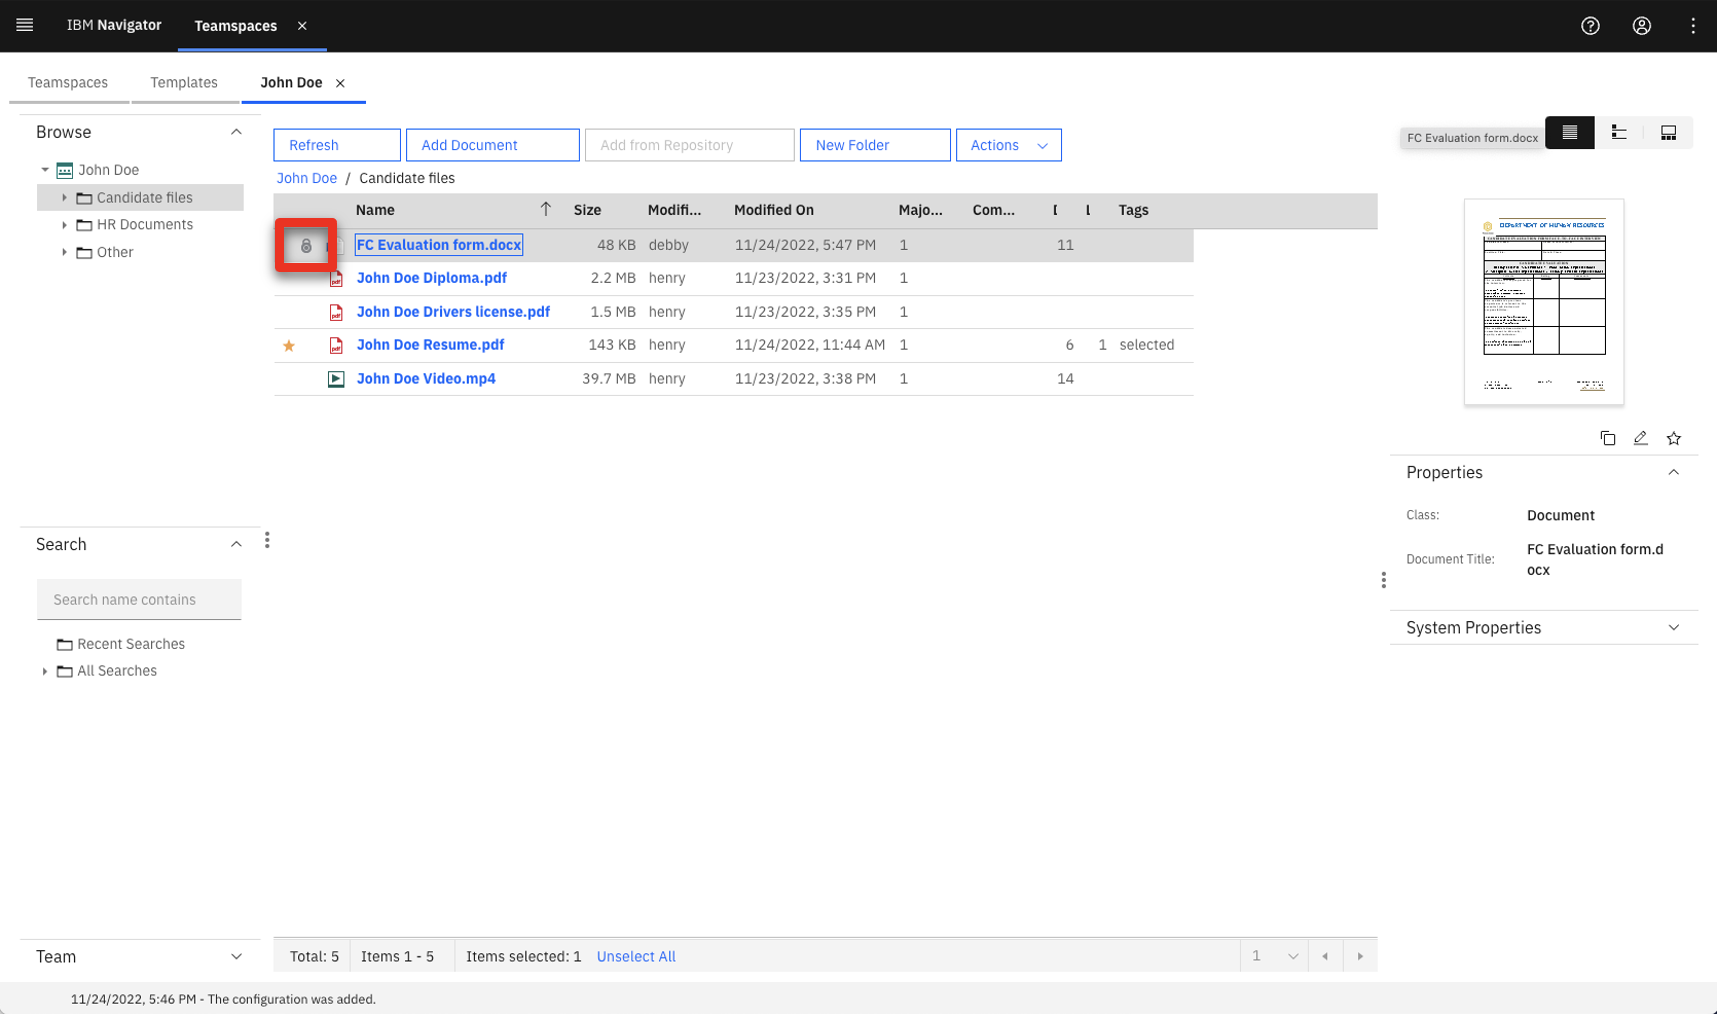 IBM Navigator
Teamspaces
Teamspaces
Templates
John Doe
Browse
John Doe
Candidate files
HR Documents
Other
Search
Search name contains
Recent Searches
All Searches
Team
Refresh
Add Document
Add from Repository
New Folder
Actions
John Doe / Candidate files
Name Size Modifi... Modified On Majo... Com... Tags
FC Evaluation form.docx 48 KB debby 11/24/2022, 5:47 PM 1 11
John Doe Diploma.pdf 2.2 MB henry 11/23/2022, 3:31 PM 1
John Doe Drivers license.pdf 1.5 MB henry 11/23/2022, 3:35 PM 1
John Doe Resume.pdf 143 KB henry 11/24/2022, 11:44 AM 1 6 1 selected
John Doe Video.mp4 39.7 MB henry 11/23/2022, 3:38 PM 1 14
Total: 5 Items 1 - 5 Items selected: 1 Unselect All
1
FC Evaluation form.docx
DEPARTMENT OF HUMAN RESOURCES
Properties
Class: Document
Document Title: FC Evaluation form.d
ocx
System Properties
11/24/2022, 5:46 PM - The configuration was added.